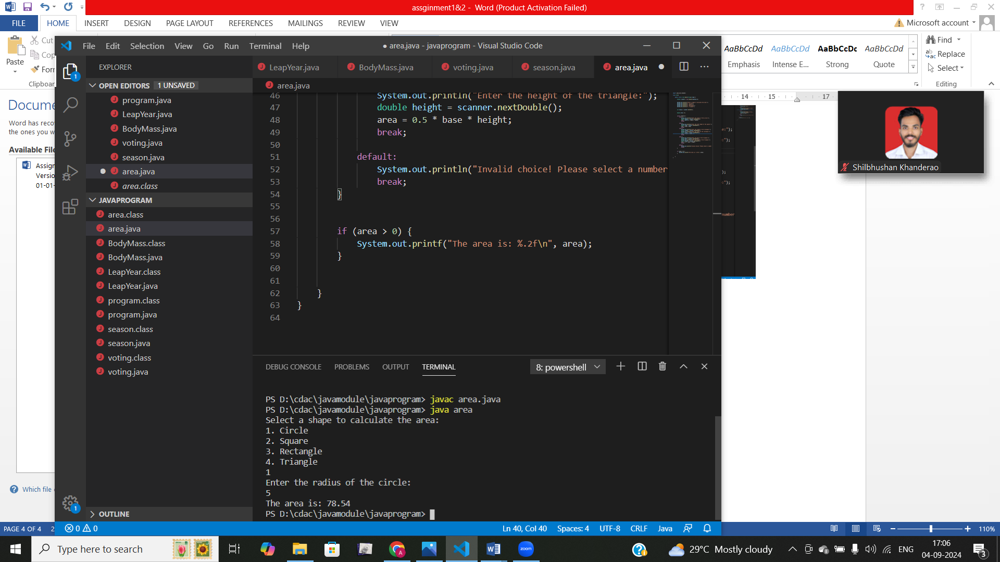 assginment1&2 - Word (Product Activation Failed)
FILE HOME INSERT DESIGN PAGE LAYOUT REFERENCES MAILINGS REVIEW VIEW
Microsoft account
Paste
Cut
Clipboar
AaBbCcDd AaBbCcDd AaBbCcDc AaBbCcDd
Emphasis Intense E... Strong Quote
Find
Replace
Select
Editing
14 15 17
Docume
Word has reco
the ones you w
Available File
Assign
Versio
01-01-
Which file
File Edit Selection View Go Run Terminal Help
● area.java - javaprogram - Visual Studio Code
EXPLORER
OPEN EDITORS 1 UNSAVED
program.java
LeapYear.java
BodyMass.java
voting.java
season.java
area.java
area.class
JAVAPROGRAM
area.class
area.java
BodyMass.class
BodyMass.java
LeapYear.class
LeapYear.java
program.class
program.java
season.class
season.java
voting.class
voting.java
OUTLINE
LeapYear.java BodyMass.java voting.java season.java area.java
area.java
46 System.out.println("Enter the height of the triangle:");
47 double height = scanner.nextDouble();
48 area = 0.5 * base * height;
49 break;
50
51 default:
52 System.out.println("Invalid choice! Please select a number
53 break;
54 }
55
56
57 if (area > 0) {
58 System.out.printf("The area is: %.2f\n", area);
59 }
60
61
62 }
63 }
64
DEBUG CONSOLE PROBLEMS OUTPUT TERMINAL
8: powershell
PS D:\cdac\javamodule\javaprogram> javac area.java
PS D:\cdac\javamodule\javaprogram> java area
Select a shape to calculate the area:
1. Circle
2. Square
3. Rectangle
4. Triangle
1
Enter the radius of the circle:
5
The area is: 78.54
PS D:\cdac\javamodule\javaprogram>
0 0
Ln 40, Col 40 Spaces: 4 UTF-8 CRLF Java
Shilbhushan Khanderao
number
PAGE 4 OF 4
110%
Type here to search
zoom
29°C Mostly cloudy
ENG
17:06
04-09-2024
3